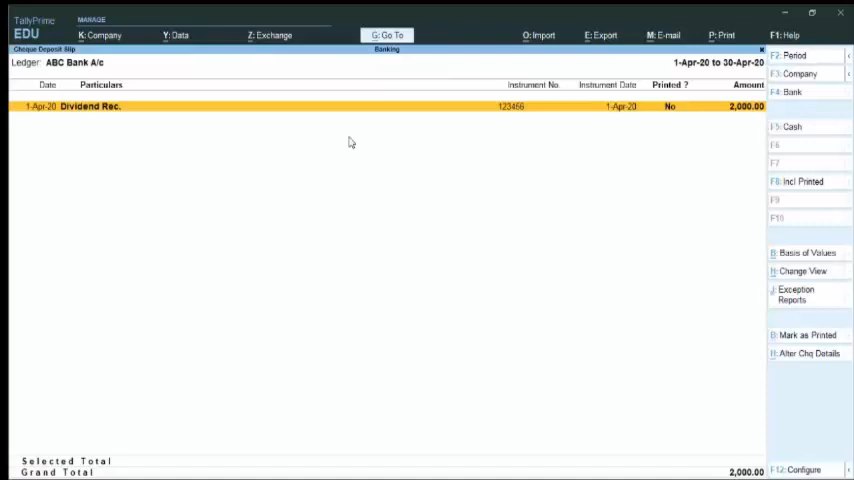 TallyPrime MANAGE
EDU K: Company Y: Data Z: Exchange G: Go To O: Import E: Export M: E-mail P: Print F1: Help
Cheque Deposit Slip Banking x
Ledger: ABC Bank A/c 1-Apr-20 to 30-Apr-20
Date Particulars Instrument No. Instrument Date Printed ? Amount
1-Apr-20 Dividend Rec. 123456 1-Apr-20 No 2,000.00
Selected Total
Grand Total 2,000.00
F2: Period
F3: Company
F4: Bank
F5: Cash
F6
F7
F8: Incl Printed
F9
F10
B: Basis of Values
H: Change View
J: Exception
Reports
D: Mark as Printed
U: Alter Chq Details
F12: Configure